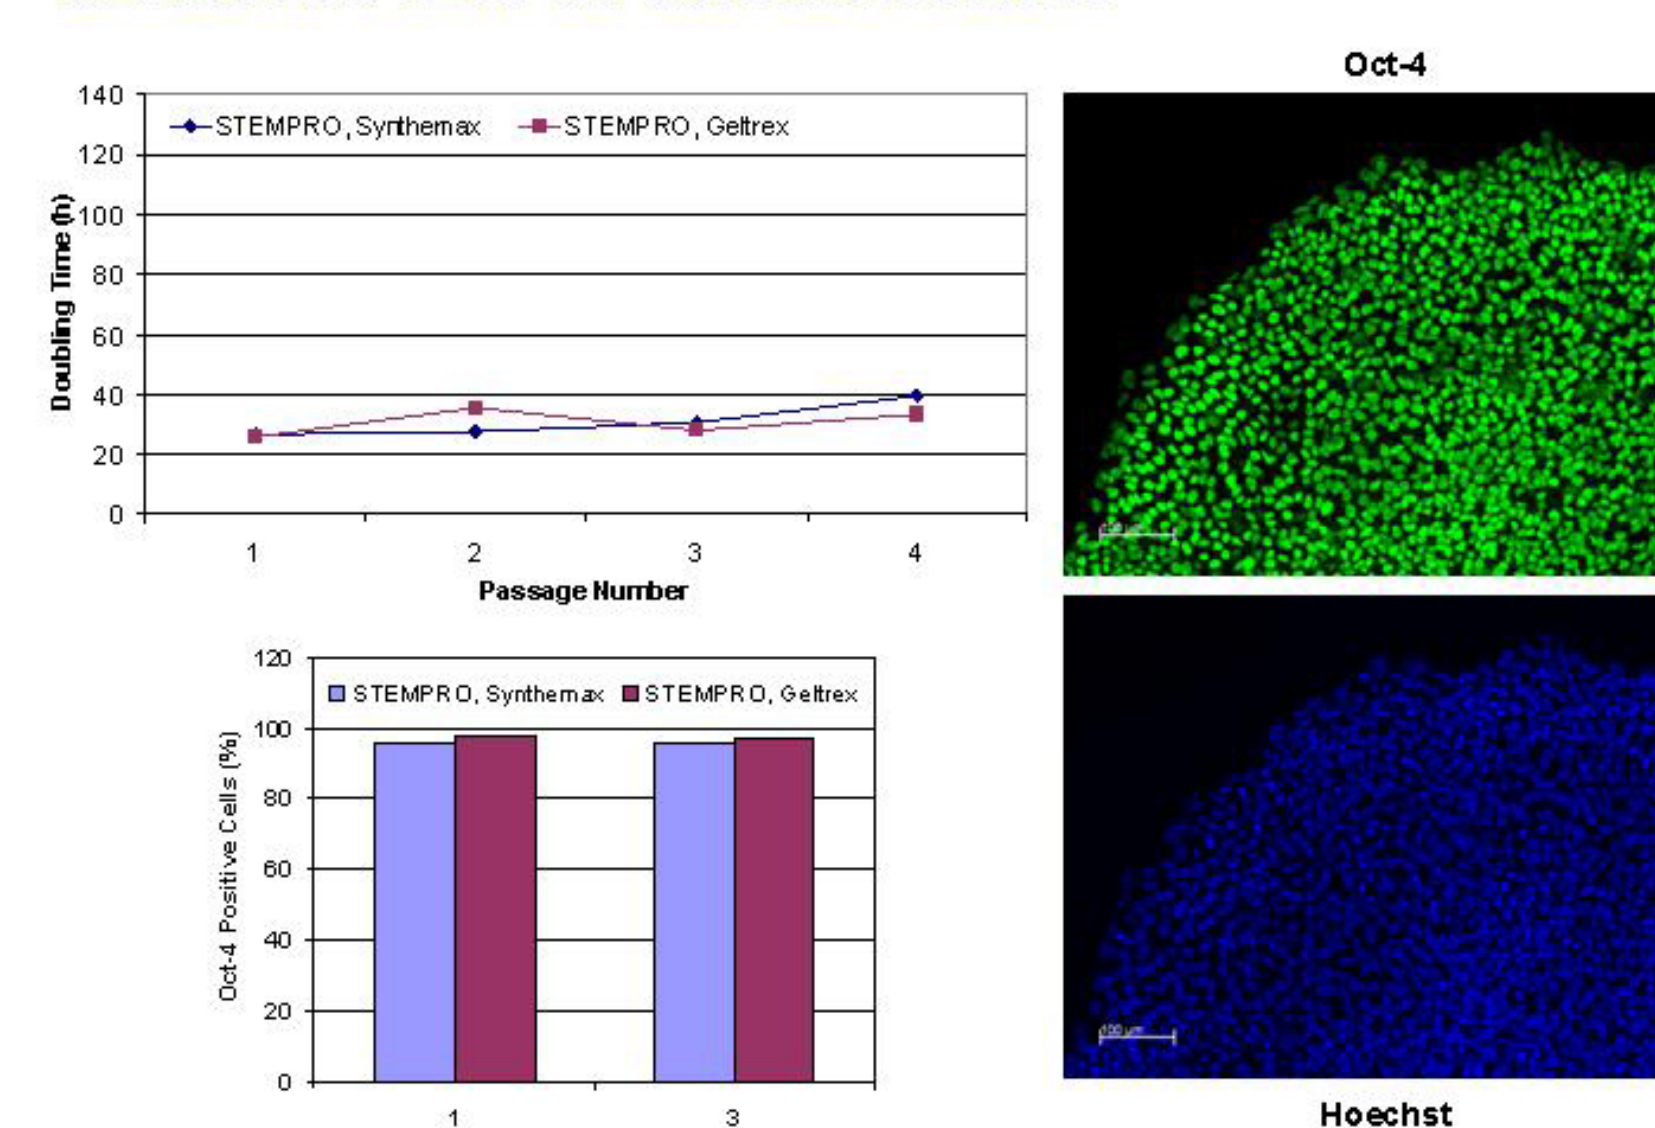 Oct-4
140
STEMPRO, Synthemax STEMPRO, Geltrex
120
100
80
60
40
20
0
Doubling Time (h)
1 2 3 4
Passage Number
120
STEMPRO, Synthemax STEMPRO, Geltrex
100
80
60
40
20
0
Oct-4 Positive Cells (%)
1 3
100 µm
Hoechst